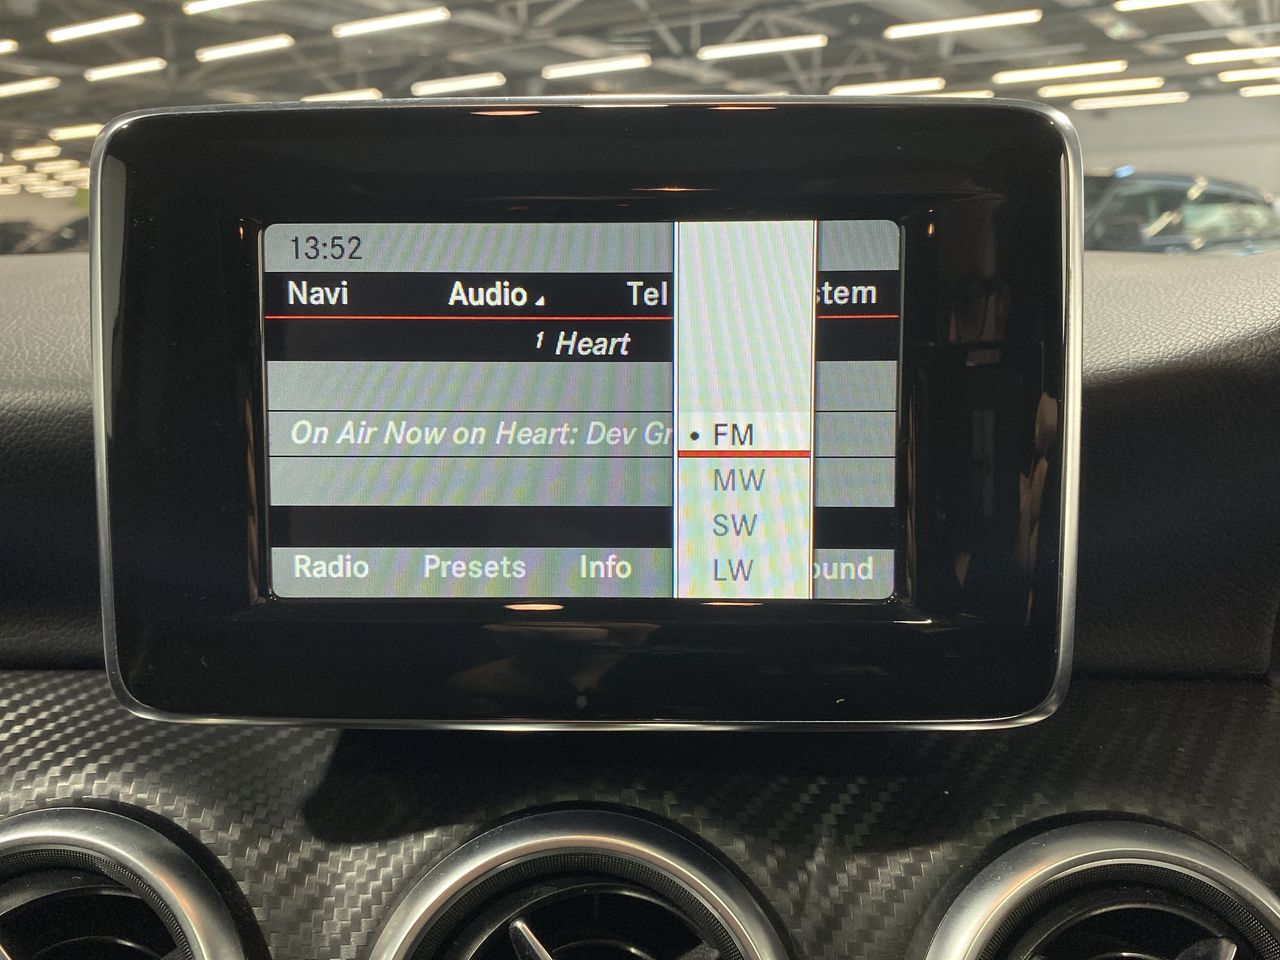 13:52
Navi Audio Tel stem
1 Heart
On Air Now on Heart: Dev Gr
• FM
MW
SW
LW
Radio Presets Info ound